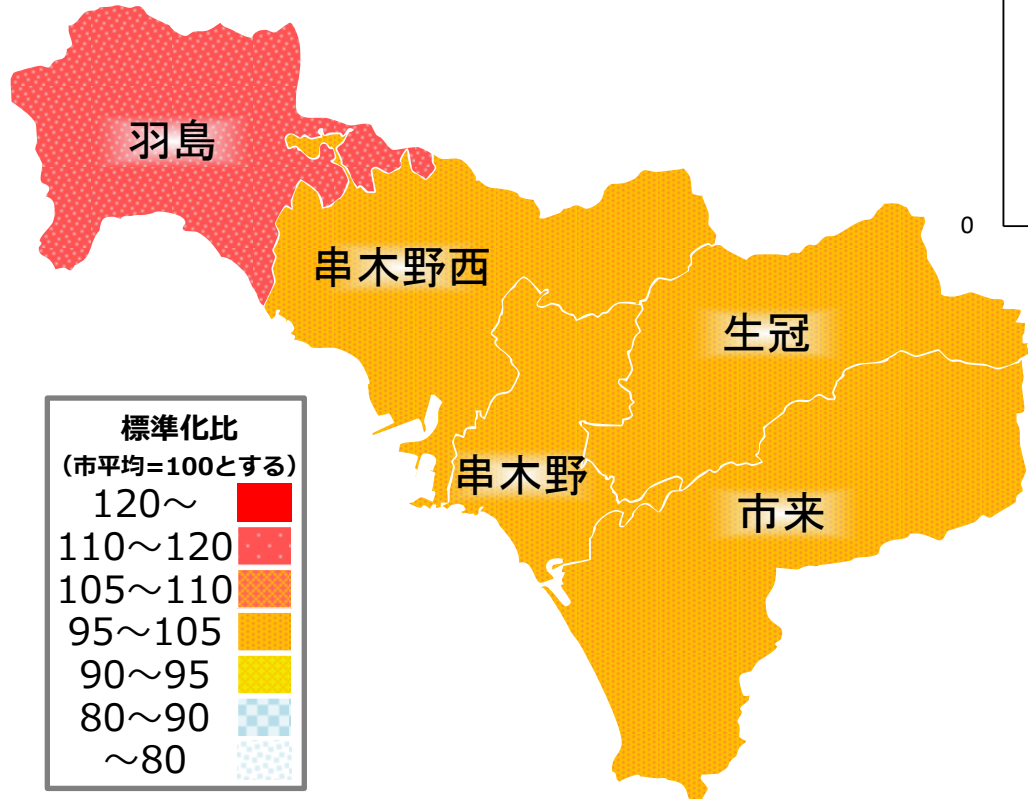 羽島
0
串木野西
生冠
標準化比
(市平均=100とする)
120～
110～120
105～110
95～105
90～95
80～90
～80
串木野
市来